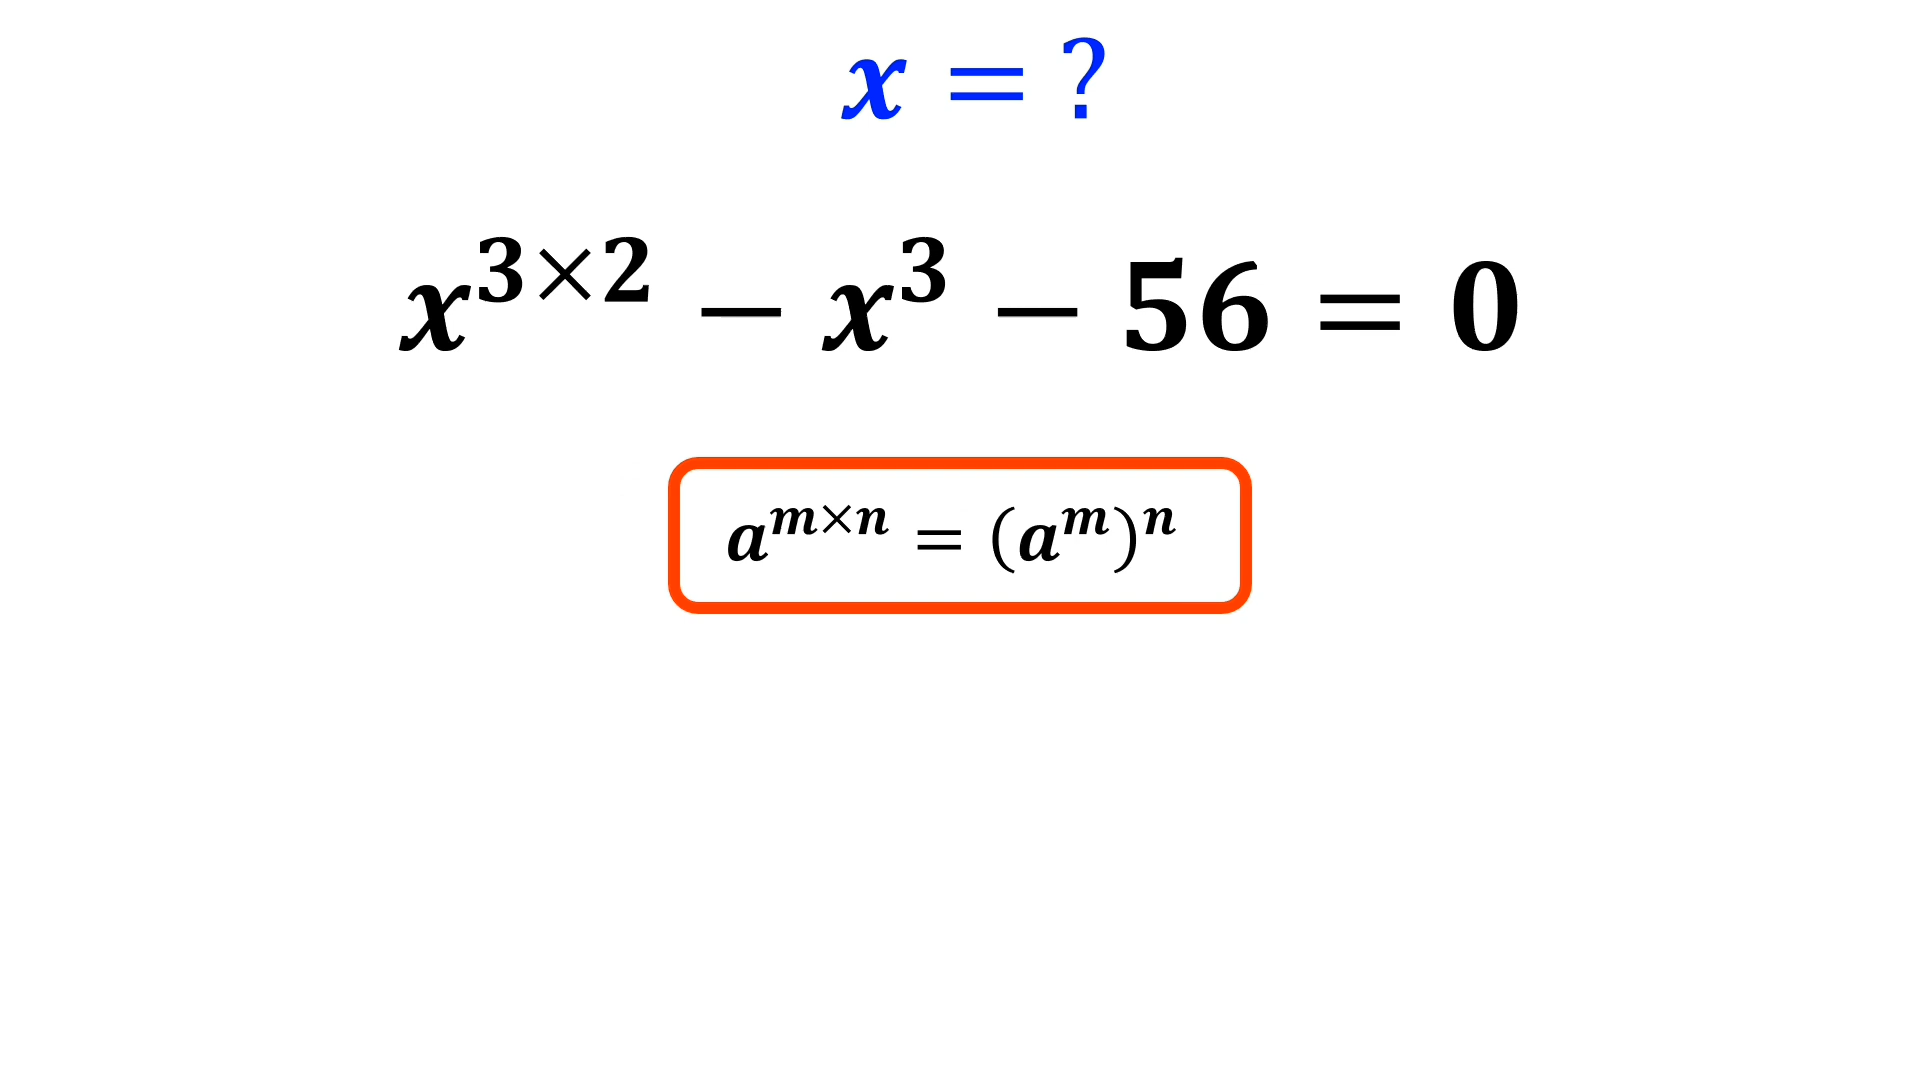 x = ?
x^{3×2} − x^3 − 56 = 0
a^{m×n} = (a^m)^n